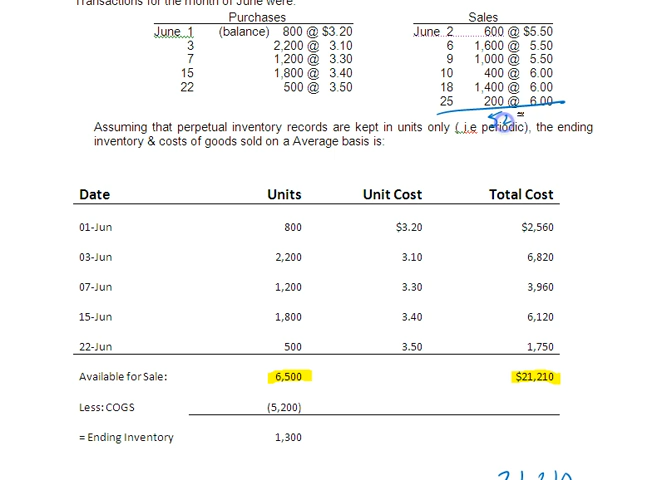 Transactions for the month of June were:
Purchases Sales
June 1 (balance) 800 @ $3.20 June 2 600 @ $5.50
3 2,200 @ 3.10 6 1,600 @ 5.50
7 1,200 @ 3.30 9 1,000 @ 5.50
15 1,800 @ 3.40 10 400 @ 6.00
22 500 @ 3.50 18 1,400 @ 6.00
25 200 @ 6.00
Assuming that perpetual inventory records are kept in units only ( i.e periodic), the ending
inventory & costs of goods sold on a Average basis is:
Date Units Unit Cost Total Cost
01-Jun 800 $3.20 $2,560
03-Jun 2,200 3.10 6,820
07-Jun 1,200 3.30 3,960
15-Jun 1,800 3.40 6,120
22-Jun 500 3.50 1,750
Available for Sale: 6,500 $21,210
Less: COGS (5,200)
= Ending Inventory 1,300
21,210